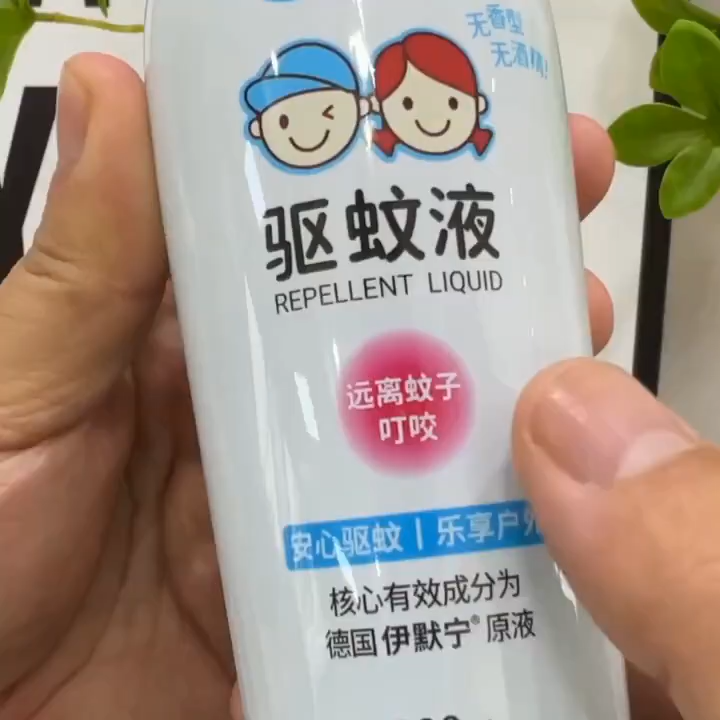 无香型
无酒精!
驱蚊液
REPELLENT LIQUID
远离蚊子
叮咬
安心驱蚊 | 乐享户外
核心有效成分为
德国伊默宁®原液